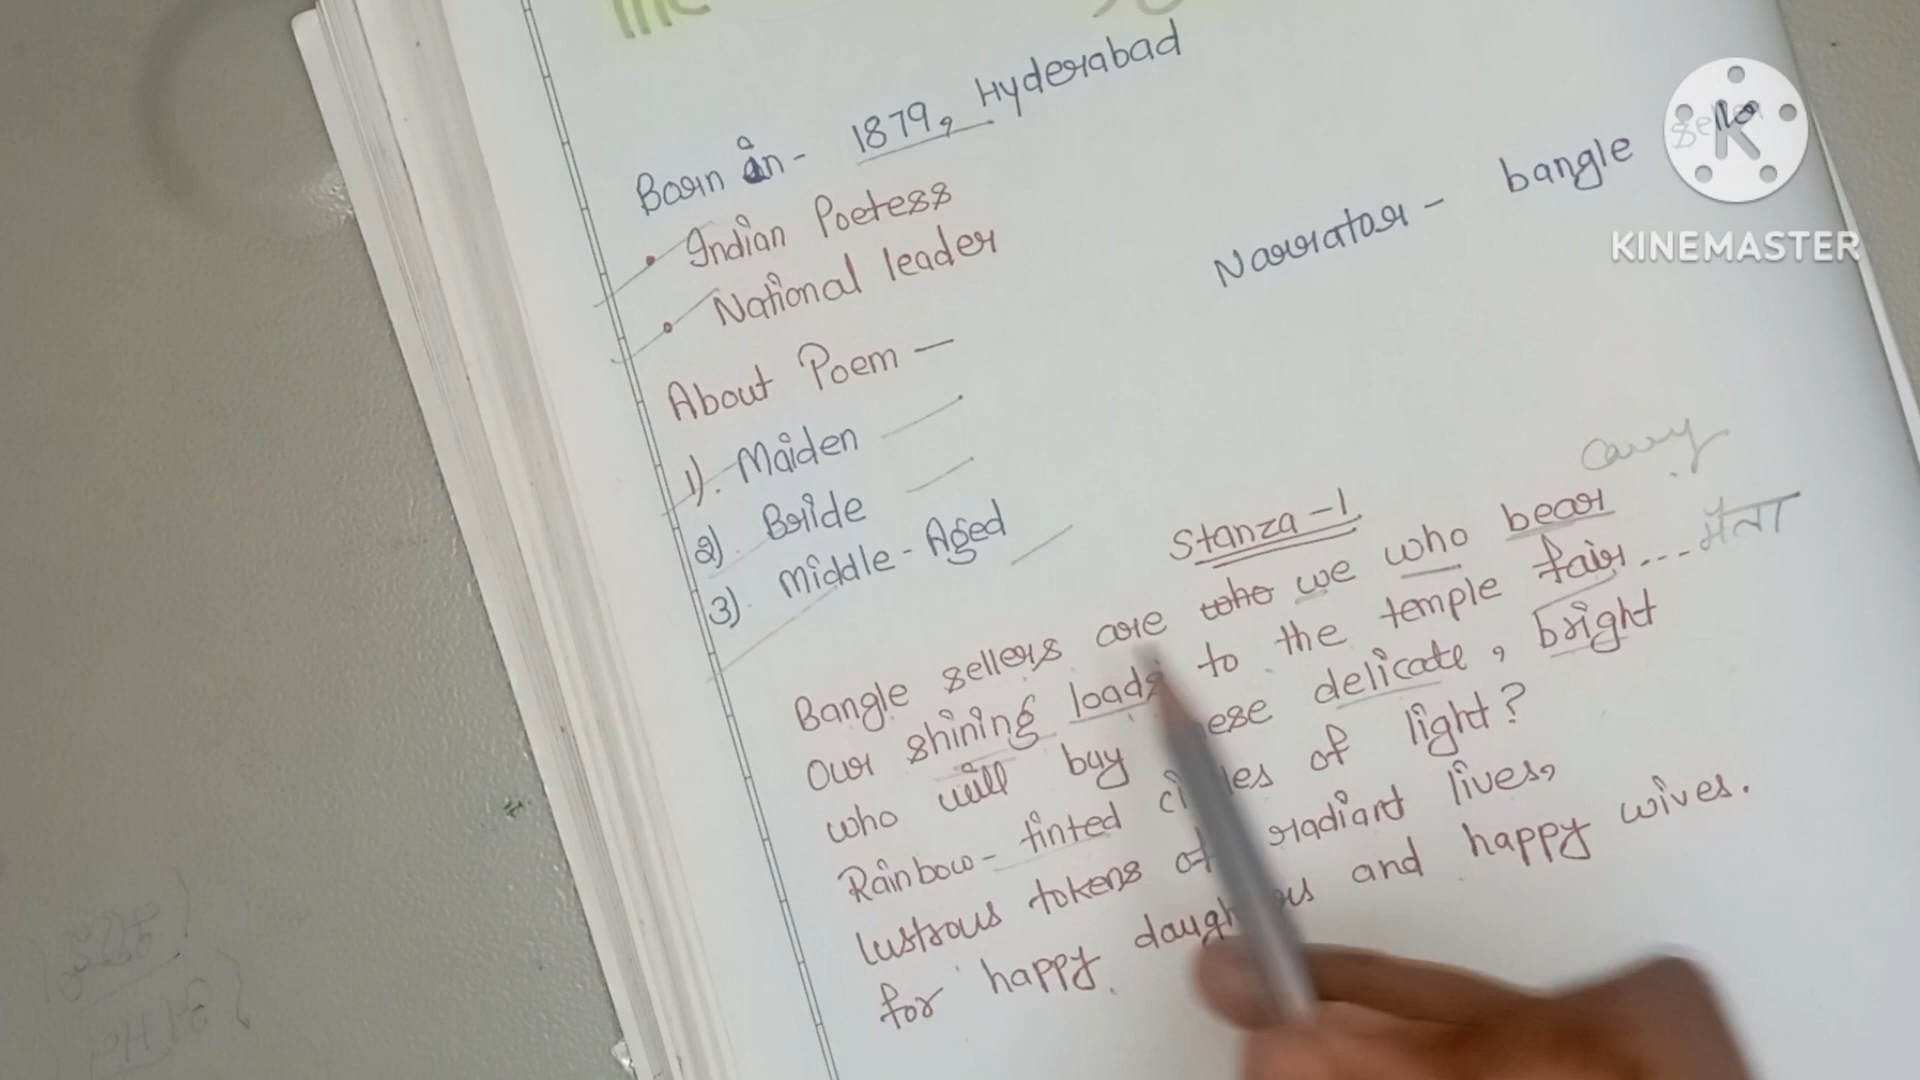 Born in - 1879, Hyderabad
• Indian Poetess
• National leader
Narrator - bangle
KINEMASTER
About Poem -
1). Maiden
2). Bride
3). Middle - Aged
Carry
Stanza - 1
Bangle sellers are who we who bear
Our shining loads to the temple fair... मेला
who will buy these delicate, bright
Rainbow - tinted circles of light?
lustrous tokens of radiant lives,
for happy daughters and happy wives.